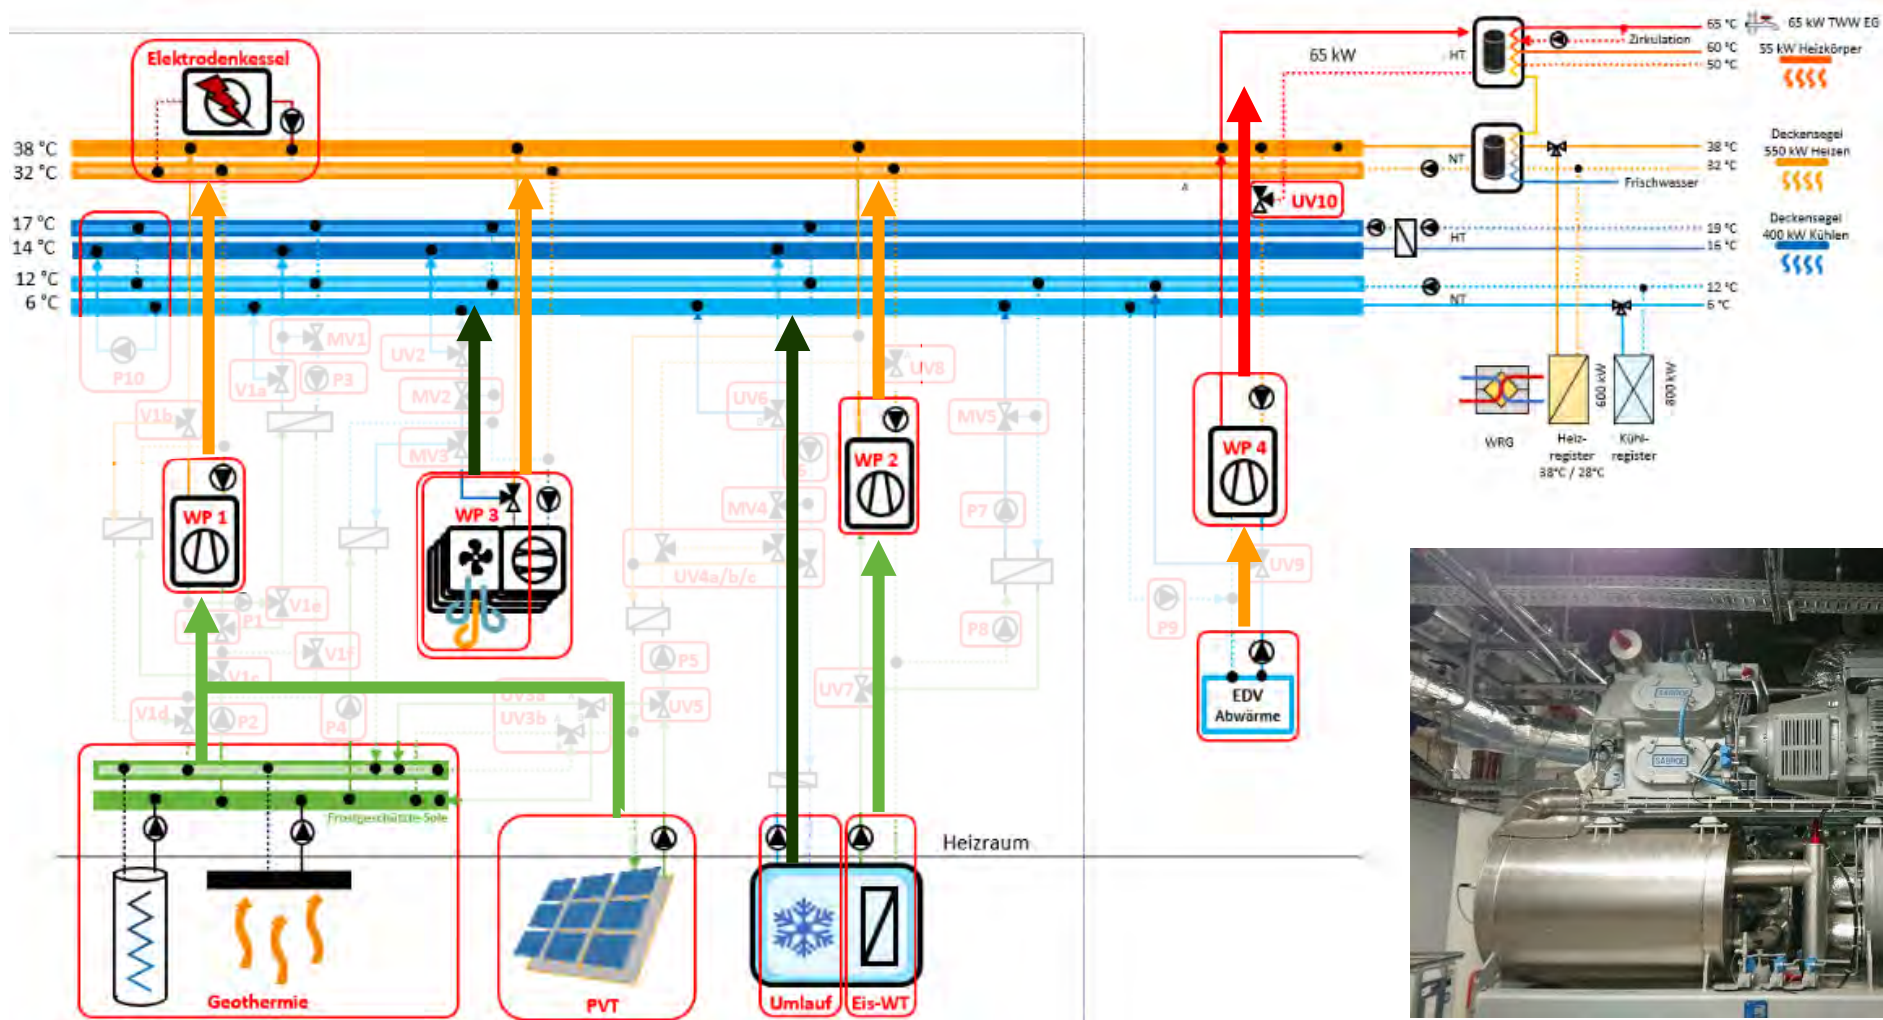 Elektrodenkessel
38 °C
32 °C
17 °C
14 °C
12 °C
6 °C
65 kW
HT
65 °C
65 kW TWW EG
Zirkulation
60 °C
55 kW Heizkörper
50 °C
Deckensegel
38 °C
550 kW Heizen
NT
32 °C
Frischwasser
UV10
Deckensegel
19 °C
400 kW Kühlen
HT
16 °C
12 °C
NT
6 °C
P10
V1a
MV1
P3
V1b
UV2
MV2
MV3
UV6
UV8
MV5
WP 1
WP 3
WP 2
WP 4
MV4
P7
UV4a/b/c
UV9
P1
V1e
V1f
V1c
V1d
P2
P4
UV3a
UV3b
P5
UV5
UV7
P8
P9
EDV
Abwärme
WRG
Heiz-
register
38°C / 28°C
600 kW
Kühl-
register
800 kW
Frostgeschützte Sole
Heizraum
Geothermie
PVT
Umlauf
Eis-WT
SABROE
SABROE